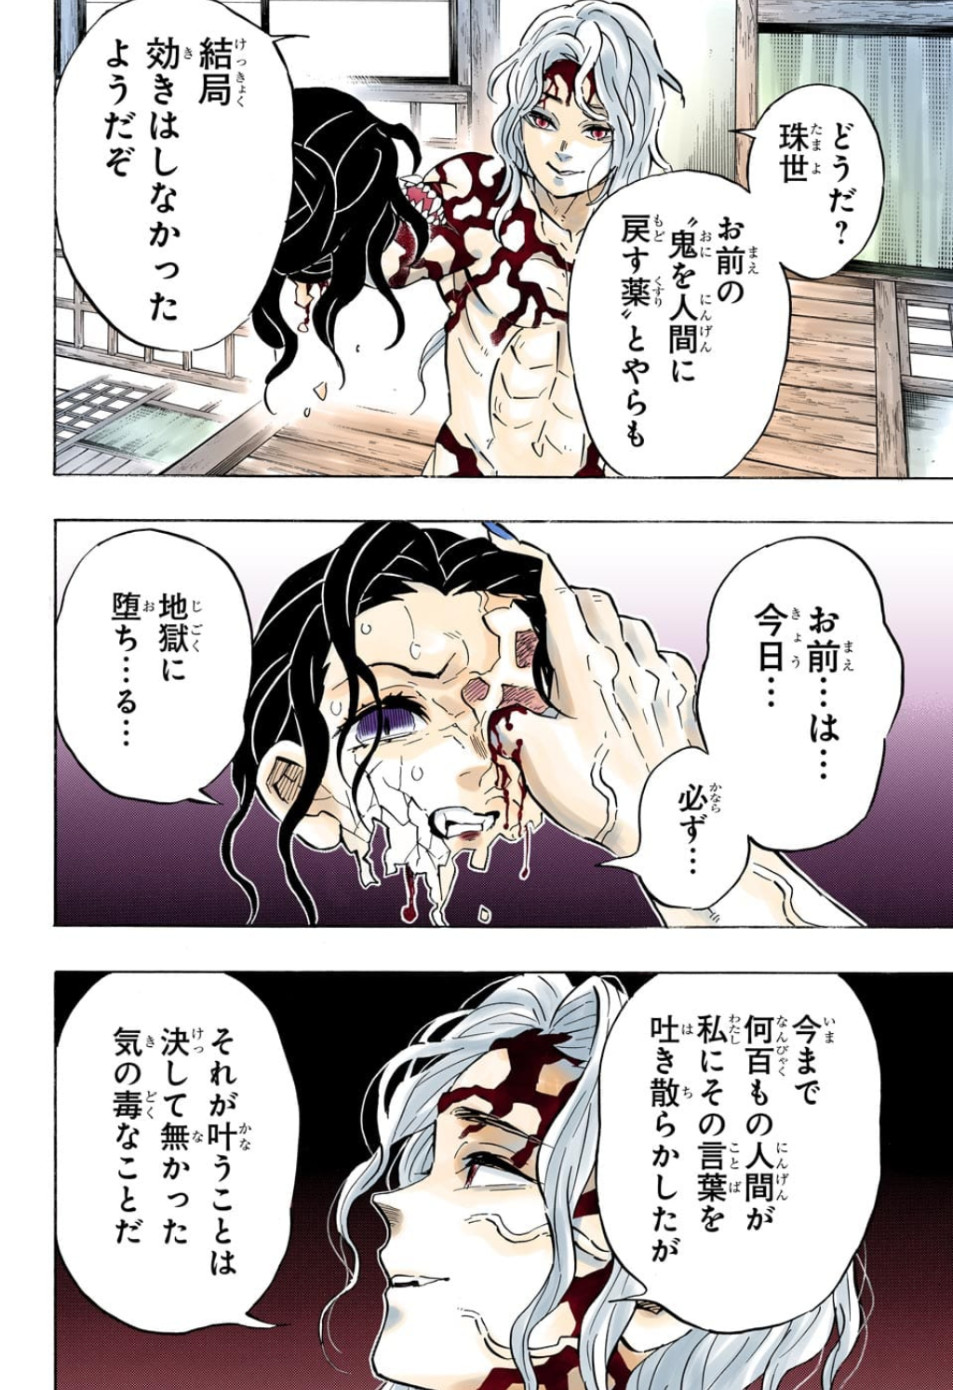 どうだ?
珠世
お前の
〝鬼を人間に
戻す薬〟とやらも
結局
効きはしなかった
ようだぞ
お前…は…
今日…
必ず…
地獄に
堕ち…る…
今まで
何百もの人間が
私にその言葉を
吐き散らかしたが
それが叶うことは
決して無かった
気の毒なことだ